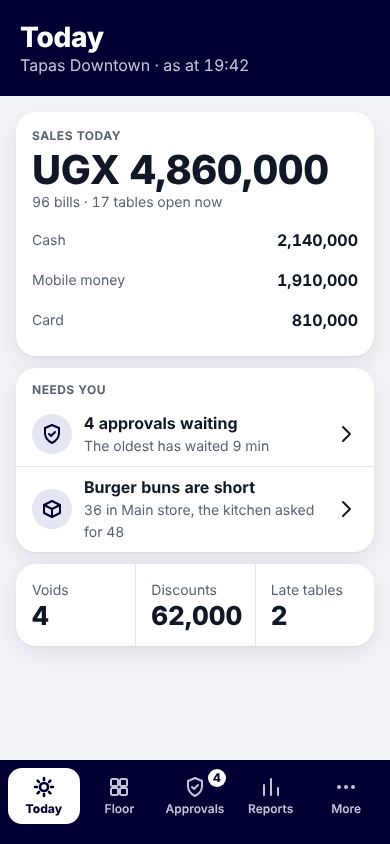 Today
Tapas Downtown · as at 19:42
SALES TODAY
UGX 4,860,000
96 bills · 17 tables open now
Cash 2,140,000
Mobile money 1,910,000
Card 810,000
NEEDS YOU
4 approvals waiting
The oldest has waited 9 min
Burger buns are short
36 in Main store, the kitchen asked
for 48
Voids Discounts Late tables
4 62,000 2
4
Today Floor Approvals Reports More